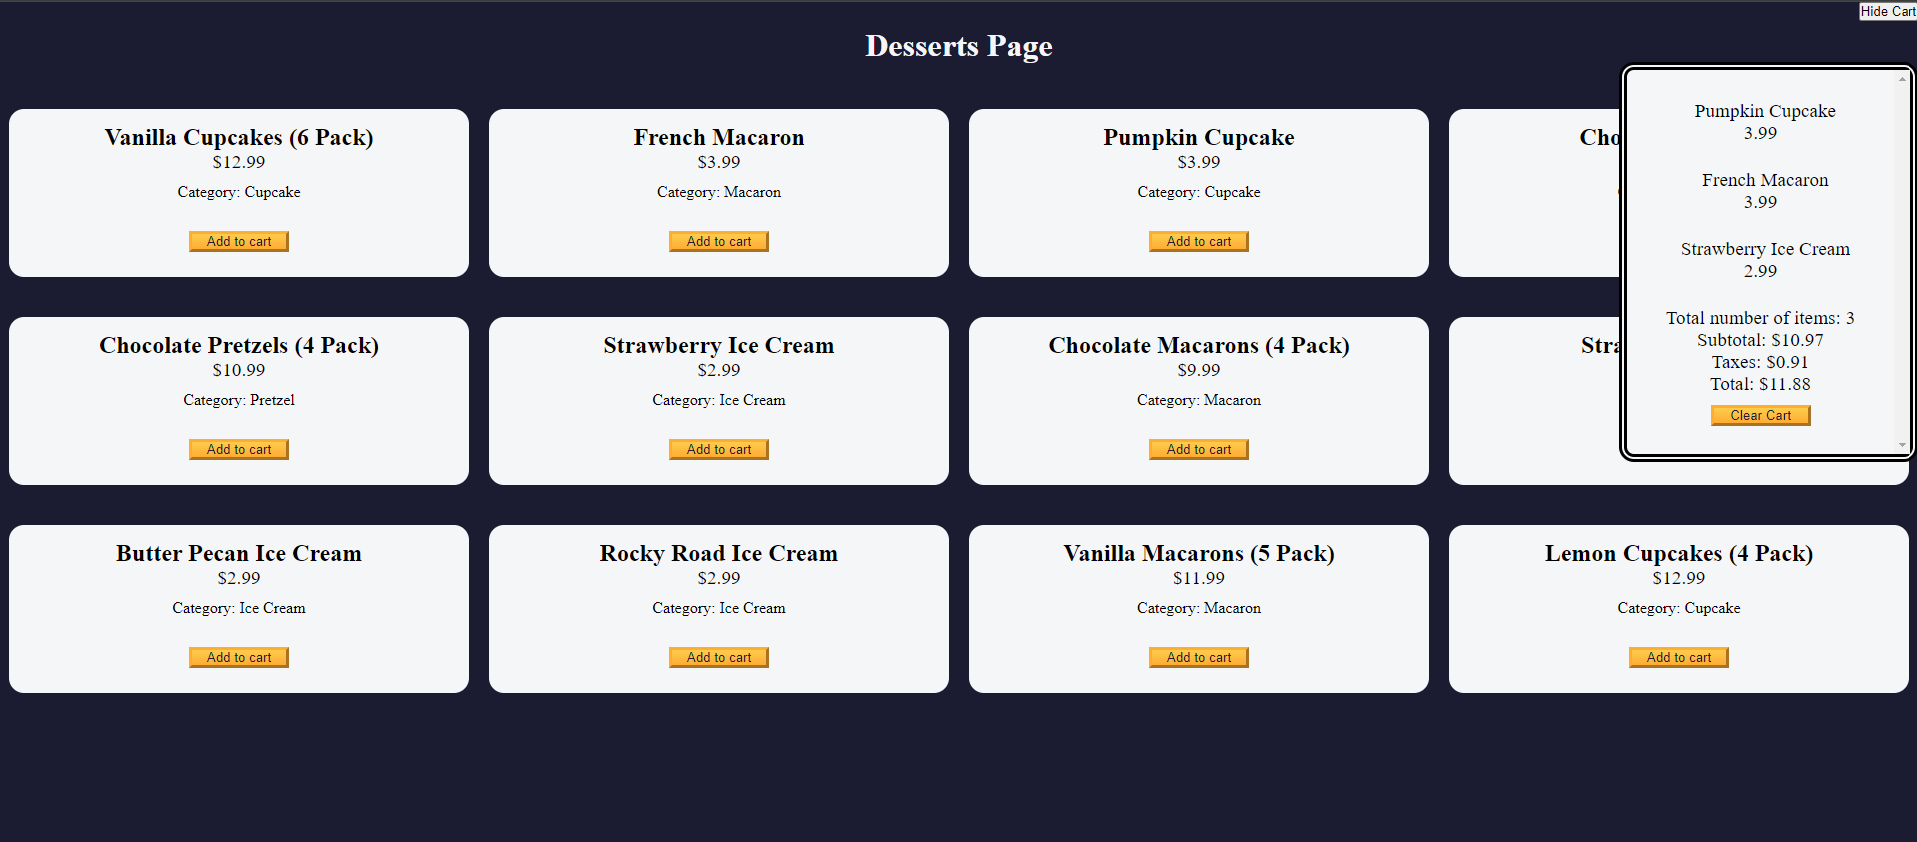 Hide Cart
Desserts Page
Vanilla Cupcakes (6 Pack)
$12.99
Category: Cupcake
Add to cart
French Macaron
$3.99
Category: Macaron
Add to cart
Pumpkin Cupcake
$3.99
Category: Cupcake
Add to cart
Pumpkin Cupcake
3.99
French Macaron
3.99
Strawberry Ice Cream
2.99
Total number of items: 3
Subtotal: $10.97
Taxes: $0.91
Total: $11.88
Clear Cart
Chocolate Pretzels (4 Pack)
$10.99
Category: Pretzel
Add to cart
Strawberry Ice Cream
$2.99
Category: Ice Cream
Add to cart
Chocolate Macarons (4 Pack)
$9.99
Category: Macaron
Add to cart
Butter Pecan Ice Cream
$2.99
Category: Ice Cream
Add to cart
Rocky Road Ice Cream
$2.99
Category: Ice Cream
Add to cart
Vanilla Macarons (5 Pack)
$11.99
Category: Macaron
Add to cart
Lemon Cupcakes (4 Pack)
$12.99
Category: Cupcake
Add to cart